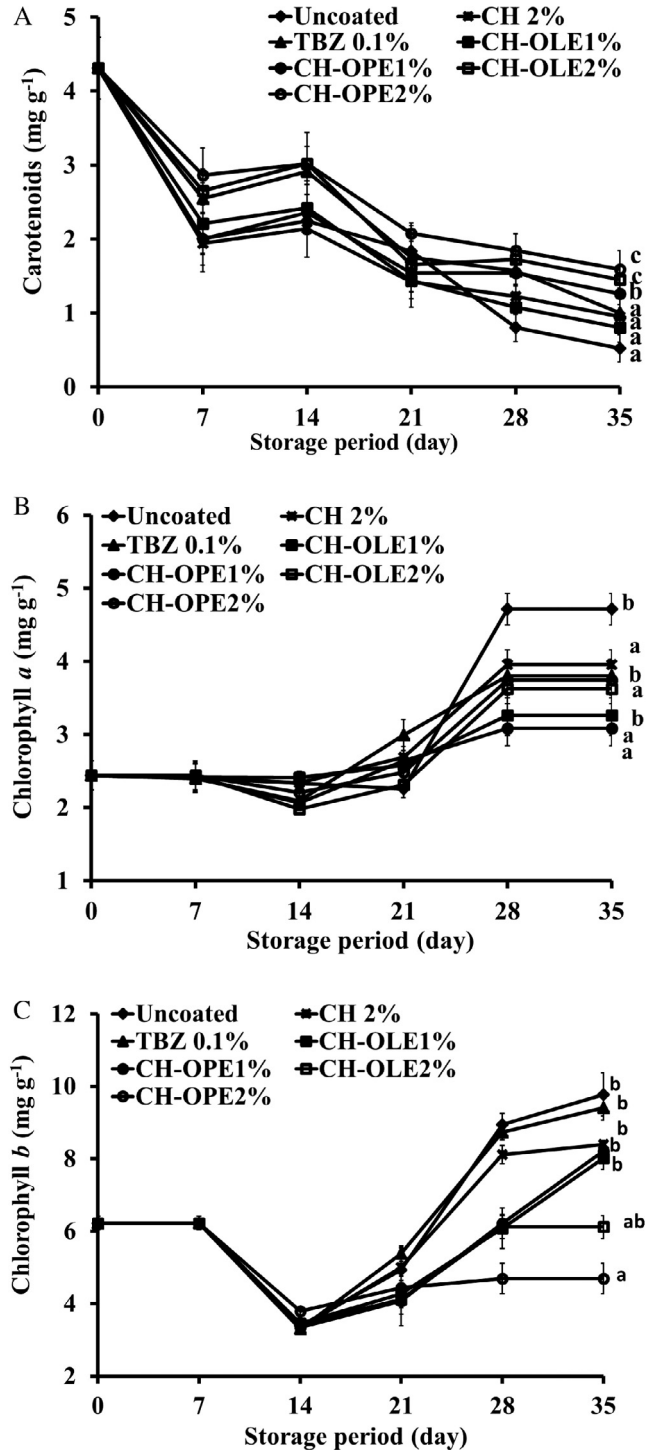 A
Uncoated CH 2%
TBZ 0.1% CH-OLE1%
CH-OPE1% CH-OLE2%
CH-OPE2%
Carotenoids (mg g-1)
5
4
3
2
1
0
c
c
b
a
a
a
a
0 7 14 21 28 35
Storage period (day)
B
Uncoated CH 2%
TBZ 0.1% CH-OLE1%
CH-OPE1% CH-OLE2%
CH-OPE2%
Chlorophyll a (mg g-1)
6
5
4
3
2
1
b
a
b
a
b
a
a
0 7 14 21 28 35
Storage period (day)
C
Uncoated CH 2%
TBZ 0.1% CH-OLE1%
CH-OPE1% CH-OLE2%
CH-OPE2%
Chlorophyll b (mg g-1)
12
10
8
6
4
2
b
b
b
b
b
ab
a
0 7 14 21 28 35
Storage period (day)